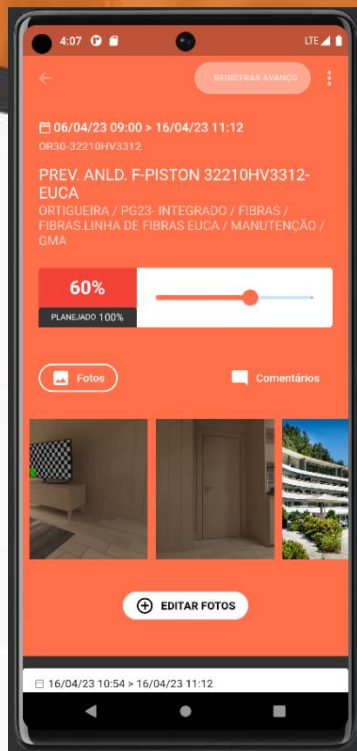 4:07
LTE
REGISTRAR AVANÇO
06/04/23 09:00 > 16/04/23 11:12
OR30-32210HV3312
PREV. ANLD. F-PISTON 32210HV3312-
EUCA
ORTIGUEIRA / PG23- INTEGRADO / FIBRAS /
FIBRAS.LINHA DE FIBRAS EUCA / MANUTENÇÃO /
GMA
60%
PLANEJADO 100%
Fotos
Comentários
EDITAR FOTOS
16/04/23 10:54 > 16/04/23 11:12